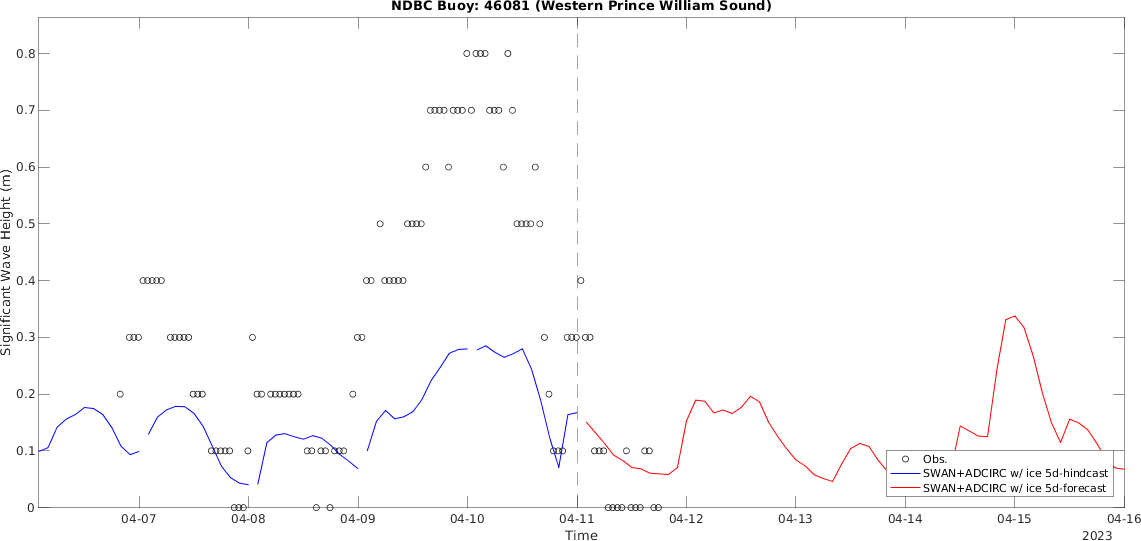 NDBC Buoy: 46081 (Western Prince William Sound)
Significant Wave Height (m)
0.8
0.7
0.6
0.5
0.4
0.3
0.2
0.1
0
Obs.
SWAN+ADCIRC w/ ice 5d-hindcast
SWAN+ADCIRC w/ ice 5d-forecast
04-07 04-08 04-09 04-10 04-11 04-12 04-13 04-14 04-15 04-16
Time
2023